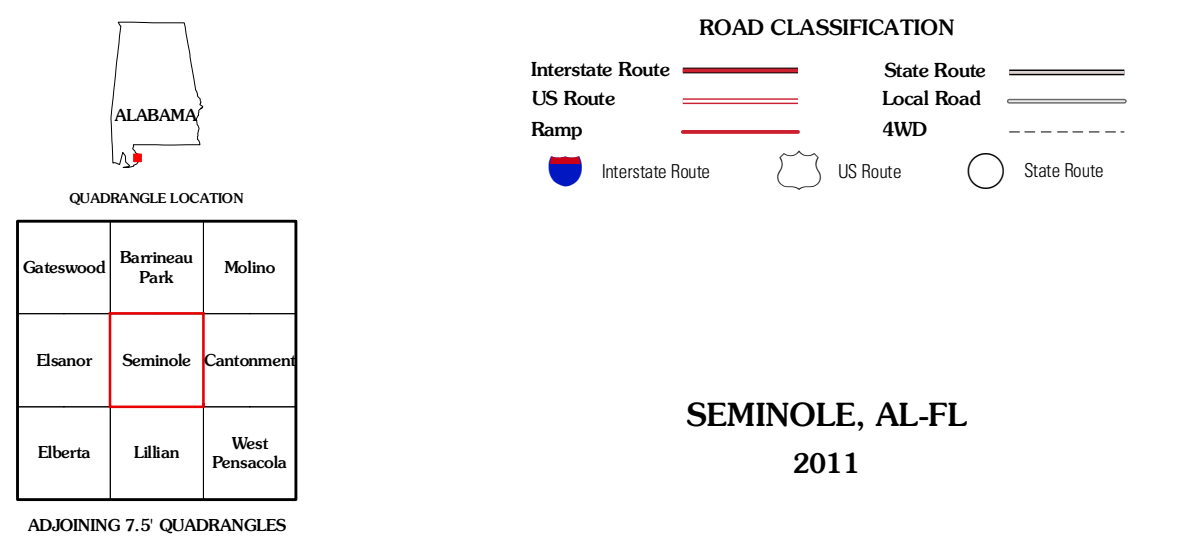 ALABAMA
QUADRANGLE LOCATION
Gateswood
Barrineau
Park
Molino
Elsanor
Seminole
Cantonment
Elberta
Lillian
West
Pensacola
ADJOINING 7.5' QUADRANGLES
ROAD CLASSIFICATION
Interstate Route
State Route
US Route
Local Road
Ramp
4WD
Interstate Route
US Route
State Route
SEMINOLE, AL-FL
2011